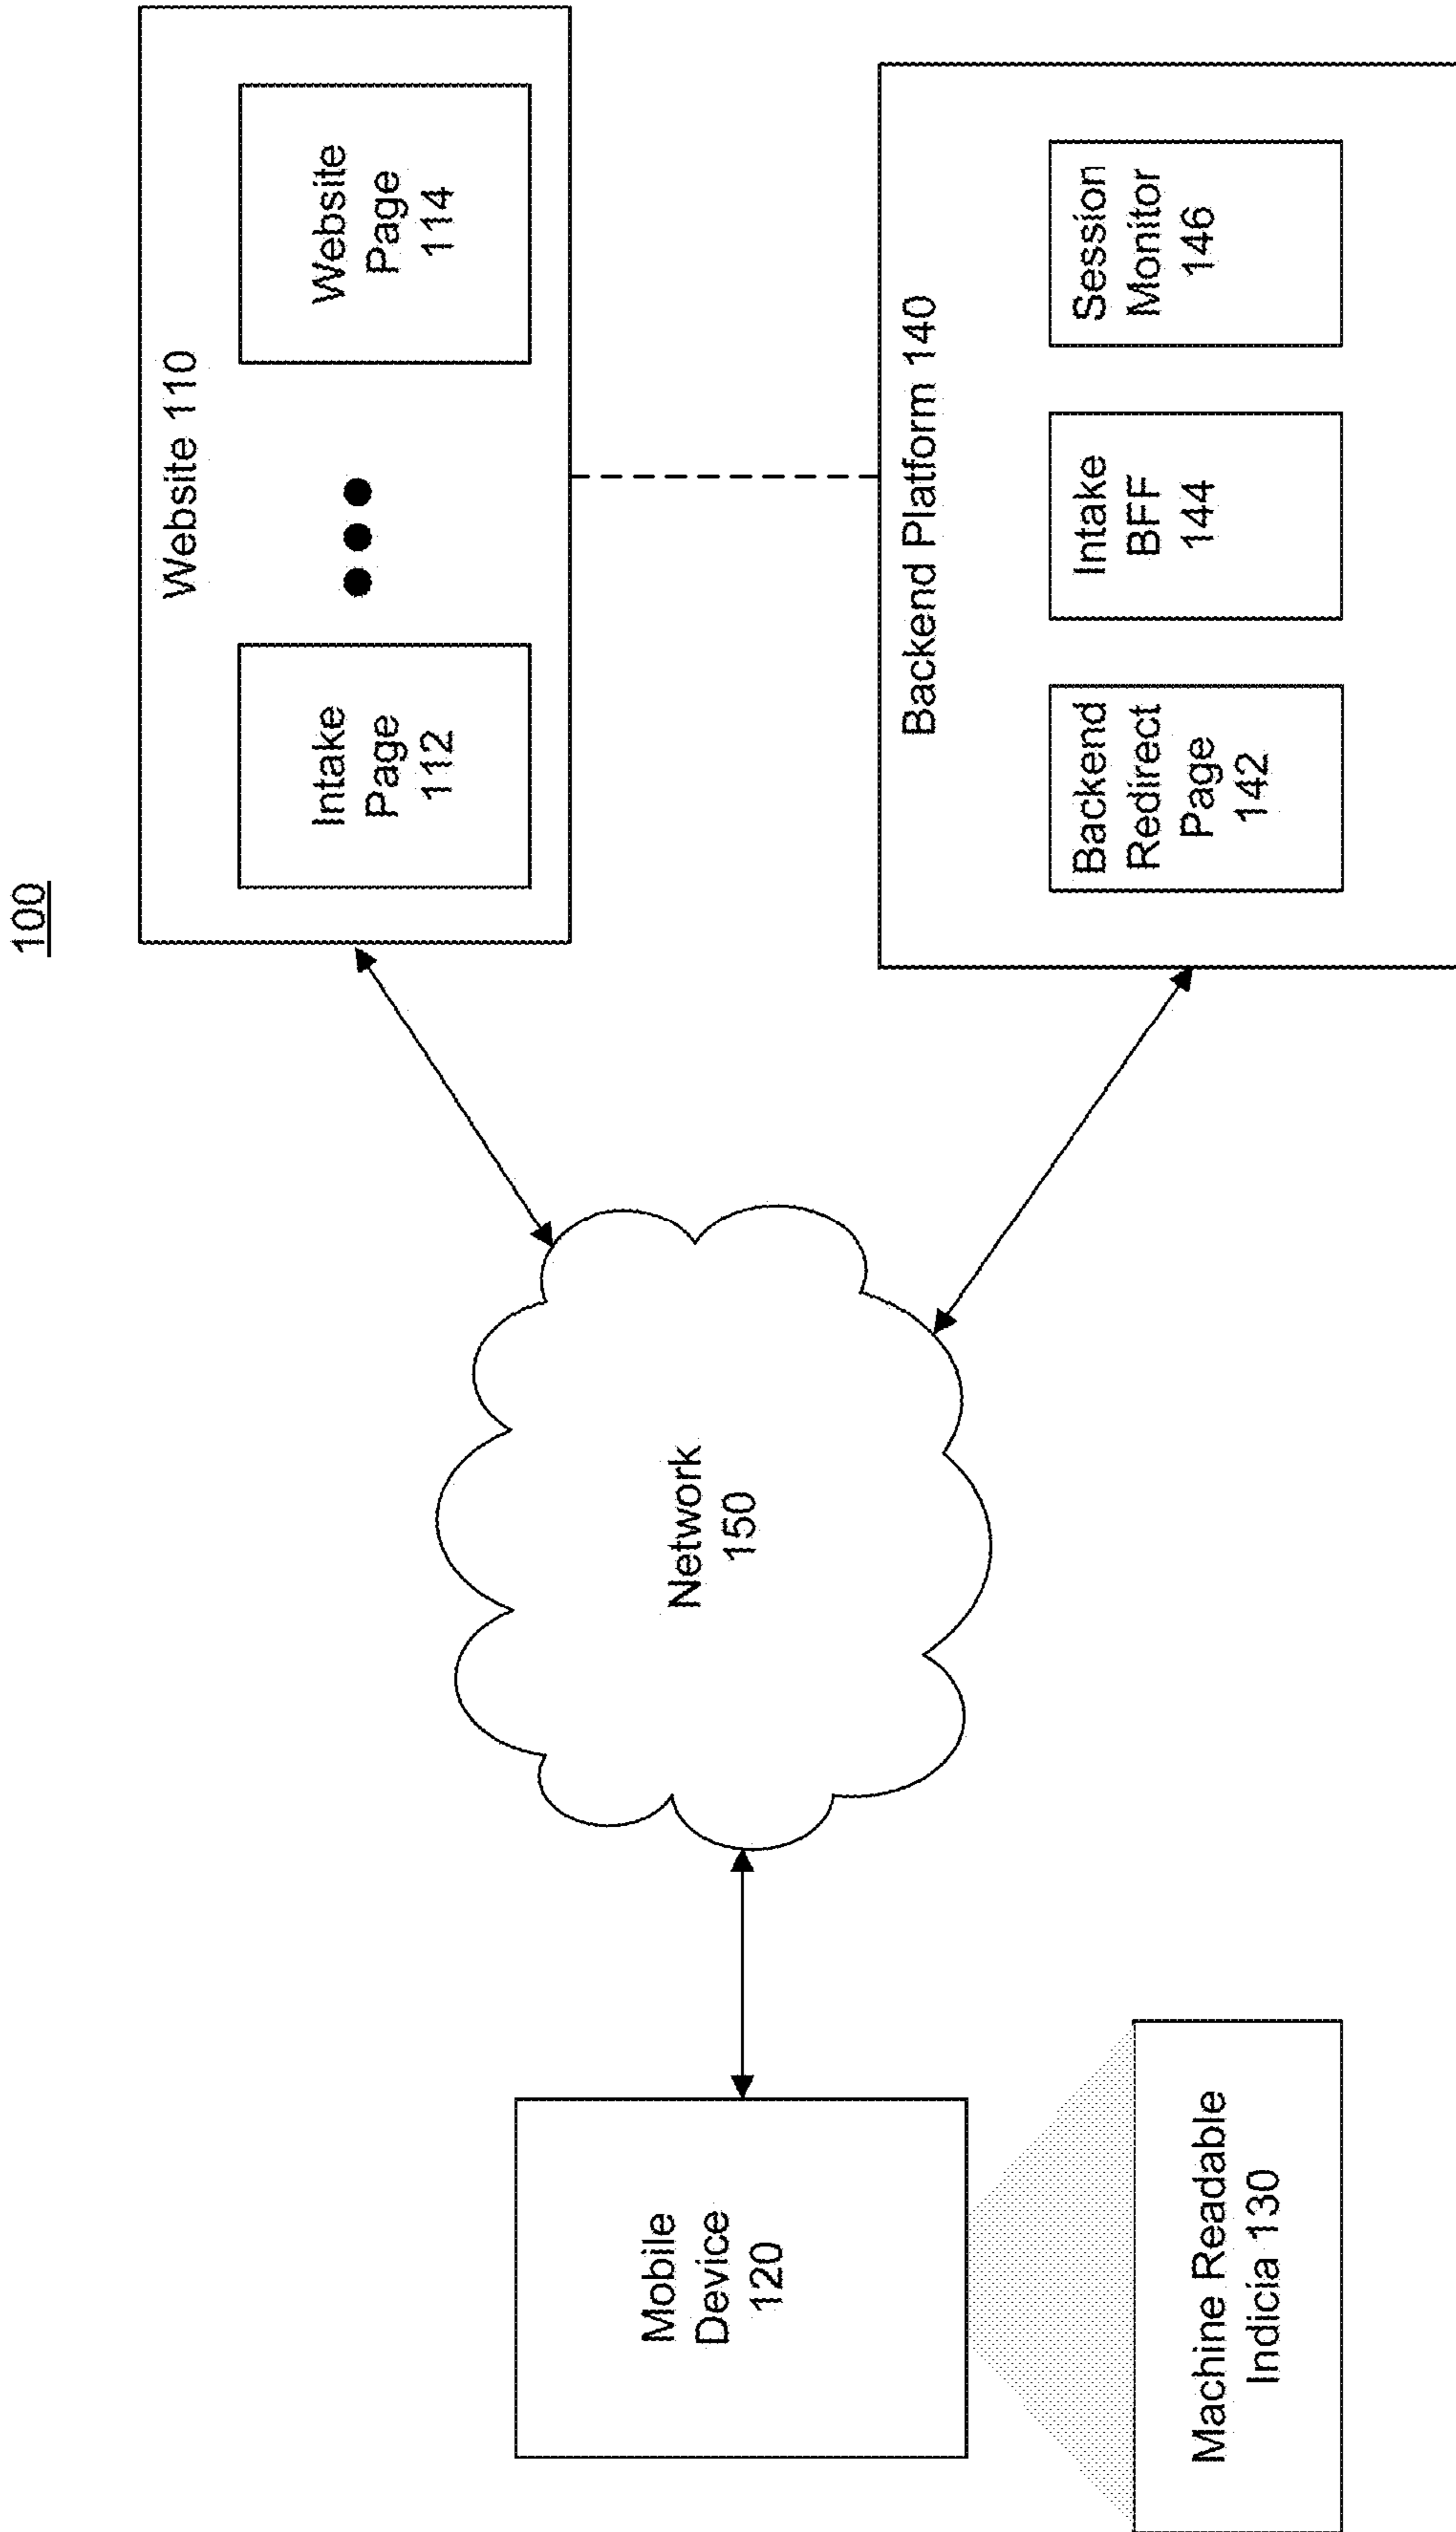 100
Website 110
Intake
Page
112
Website
Page
114
Mobile
Device
120
Network
150
Backend Platform 140
Backend
Redirect
Page
142
Intake
BFF
144
Session
Monitor
146
Machine Readable
Indicia 130